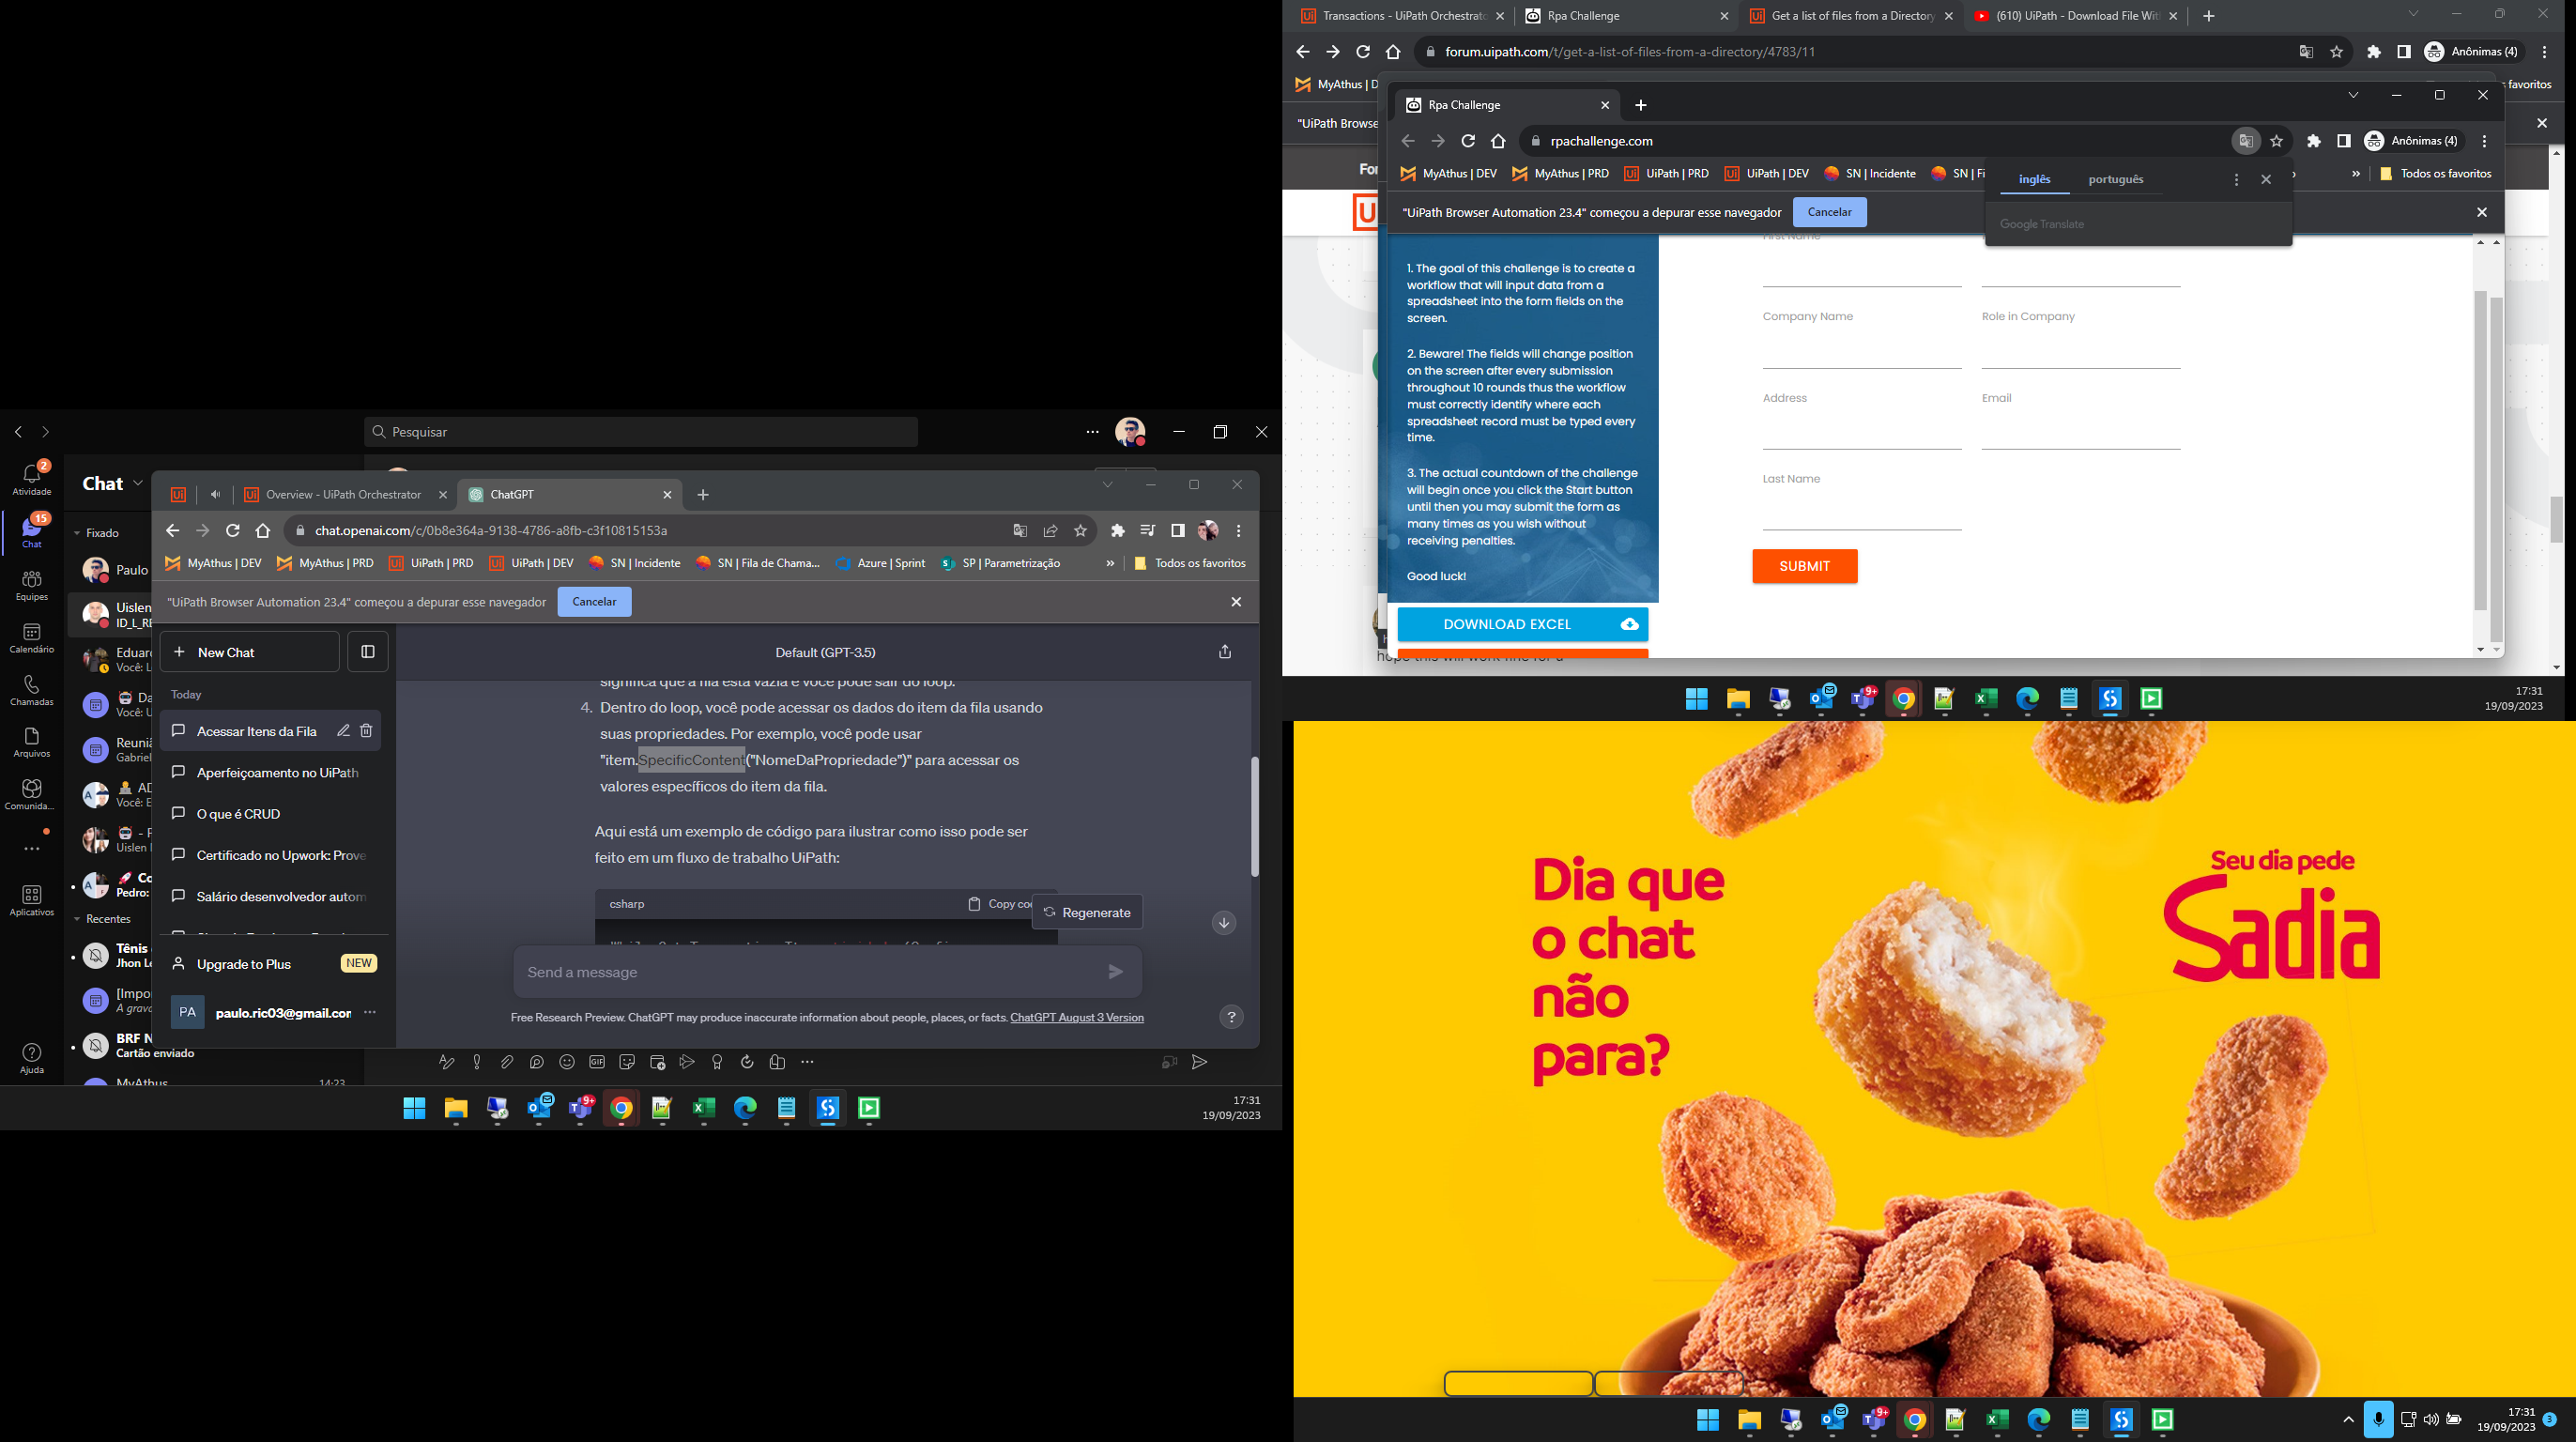 Pesquisar
2
Atividade
15
Chat
Equipes
Calendário
Chamadas
Arquivos
Comunida...
Aplicativos
Ajuda
Chat
Fixado
Paulo
Uislen
ID_L_RE
Eduar
Você: L
Da
Você: U
Reuniã
Gabriel
AD
Você: E
- F
Uislen
Co
Pedro:
Recentes
Tênis
Jhon Le
[Impo
A grava
BRF N
Cartão enviado
MyAthus
14:23
Overview - UiPath Orchestrator
ChatGPT
chat.openai.com/c/0b8e364a-9138-4786-a8fb-c3f10815153a
MyAthus | DEV
MyAthus | PRD
UiPath | PRD
UiPath | DEV
SN | Incidente
SN | Fila de Chama...
Azure | Sprint
SP | Parametrização
»
Todos os favoritos
"UiPath Browser Automation 23.4" começou a depurar esse navegador
Cancelar
+ New Chat
Today
Acessar Itens da Fila
Aperfeiçoamento no UiPath
O que é CRUD
Certificado no Upwork: Prove
Salário desenvolvedor autom
Upgrade to Plus
NEW
PA
paulo.ric03@gmail.con
Default (GPT-3.5)
significa que a fila está vazia e você pode sair do loop.
4. Dentro do loop, você pode acessar os dados do item da fila usando
suas propriedades. Por exemplo, você pode usar
"item.SpecificContent("NomeDaPropriedade")" para acessar os
valores específicos do item da fila.
Aqui está um exemplo de código para ilustrar como isso pode ser
feito em um fluxo de trabalho UiPath:
csharp
Copy co
Regenerate
Send a message
Free Research Preview. ChatGPT may produce inaccurate information about people, places, or facts. ChatGPT August 3 Version
?
GIF
9+
17:31
19/09/2023
Transactions - UiPath Orchestrato
Rpa Challenge
Get a list of files from a Directory
(610) UiPath - Download File Wit
forum.uipath.com/t/get-a-list-of-files-from-a-directory/4783/11
Anônimas (4)
MyAthus | D
favoritos
"UiPath Browse
For
Rpa Challenge
rpachallenge.com
Anônimas (4)
MyAthus | DEV
MyAthus | PRD
UiPath | PRD
UiPath | DEV
SN | Incidente
SN | Fi
»
Todos os favoritos
inglês
português
Google Translate
"UiPath Browser Automation 23.4" começou a depurar esse navegador
Cancelar
1. The goal of this challenge is to create a
workflow that will input data from a
spreadsheet into the form fields on the
screen.
2. Beware! The fields will change position
on the screen after every submission
throughout 10 rounds thus the workflow
must correctly identify where each
spreadsheet record must be typed every
time.
3. The actual countdown of the challenge
will begin once you click the Start button
until then you may submit the form as
many times as you wish without
receiving penalties.
Good luck!
DOWNLOAD EXCEL
First Name
Company Name
Role in Company
Address
Email
Last Name
SUBMIT
hope this will work fine for u
9+
17:31
19/09/2023
Dia que
o chat
não
para?
Seu dia pede
Sadia
9+
17:31
19/09/2023
3